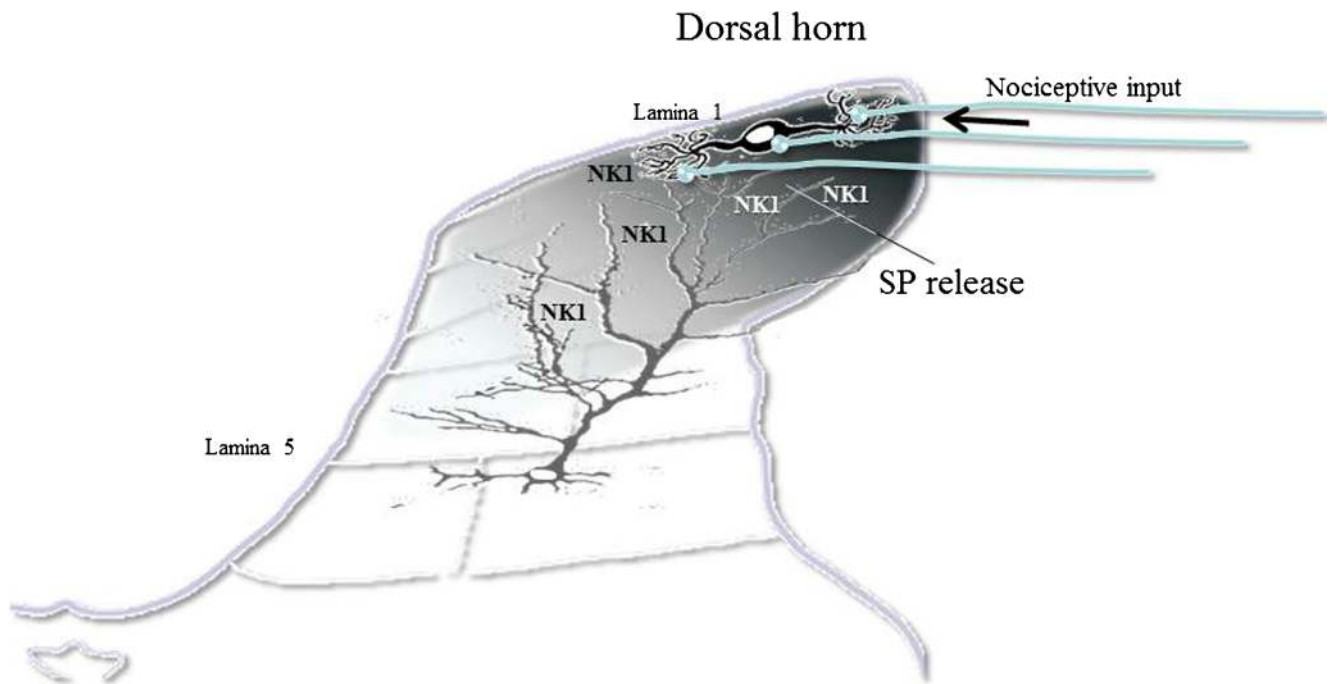 Dorsal horn
Nociceptive input
Lamina 1
NK1
NK1
NK1
NK1
SP release
NK1
Lamina 5